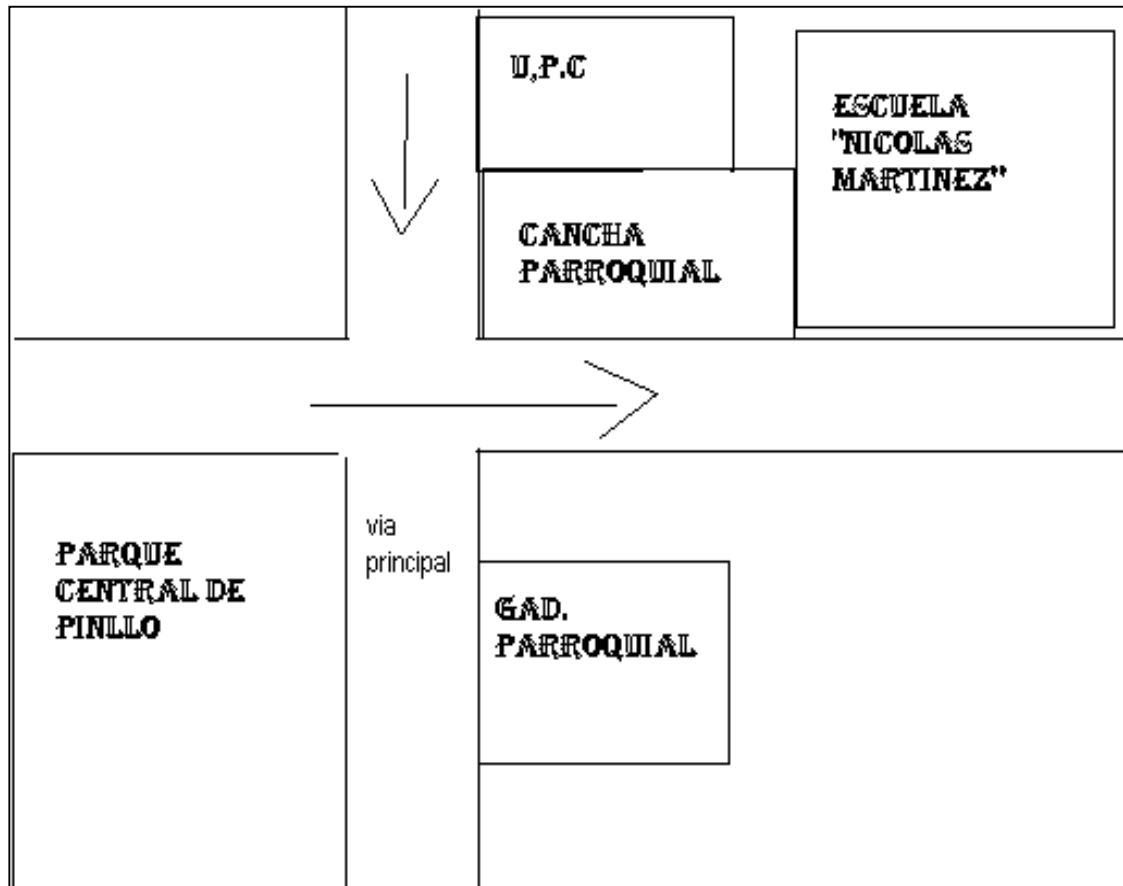 U,P.C
ESCUELA
"NICOLAS
MARTINEZ"
CANCHA
PARROQUIAL
via
principal
PARQUE
CENTRAL DE
PINLLO
GAD.
PARROQUIAL